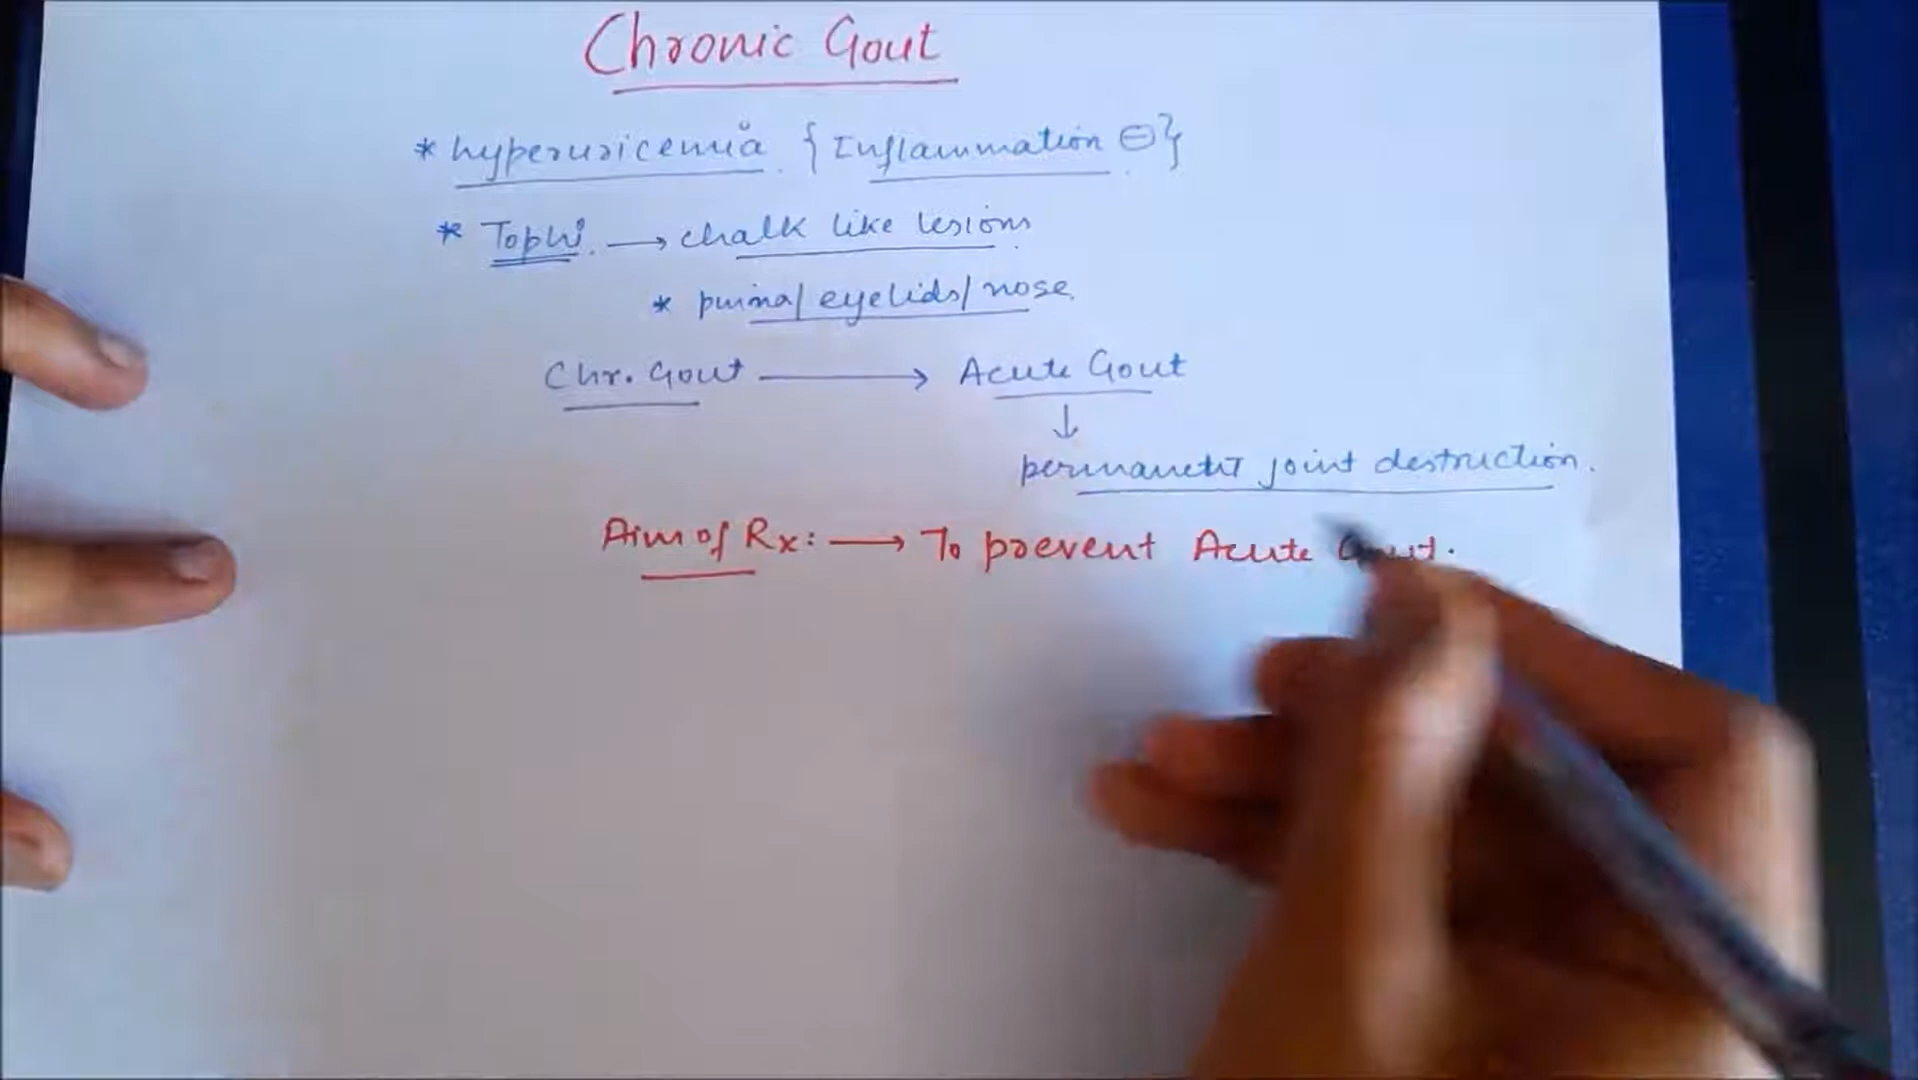 Chronic Gout
* hyperuricemia { Inflammation ⊖}
* Tophi. → chalk like lesions
* pinna/ eyelids/ nose.
Chr. Gout → Acute Gout
↓
permanent joint destruction.
Aim of Rx: → To prevent Acute Gout.